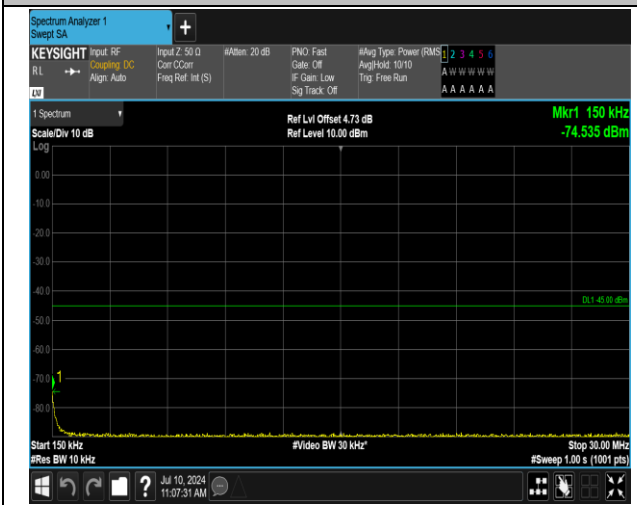 Spectrum Analyzer 1
Swept SA
+
KEYSIGHT
RL
LXI
Input: RF
Coupling: DC
Align: Auto
Input Z: 50 Ω
Corr CCorr
Freq Ref: Int (S)
#Atten: 20 dB
PNO: Fast
Gate: Off
IF Gain: Low
Sig Track: Off
#Avg Type: Power (RMS
Avg|Hold: 10/10
Trig: Free Run
1 2 3 4 5 6
A W W W W W
A A A A A A
1 Spectrum
Scale/Div 10 dB
Log
Ref Lvl Offset 4.73 dB
Ref Level 10.00 dBm
Mkr1 150 kHz
-74.535 dBm
0.00
-10.0
-20.0
-30.0
-40.0
DL1 -45.00 dBm
-50.0
-60.0
-70.0
1
-80.0
Start 150 kHz
#Res BW 10 kHz
#Video BW 30 kHz*
Stop 30.00 MHz
#Sweep 1.00 s (1001 pts)
?
Jul 10, 2024
11:07:31 AM